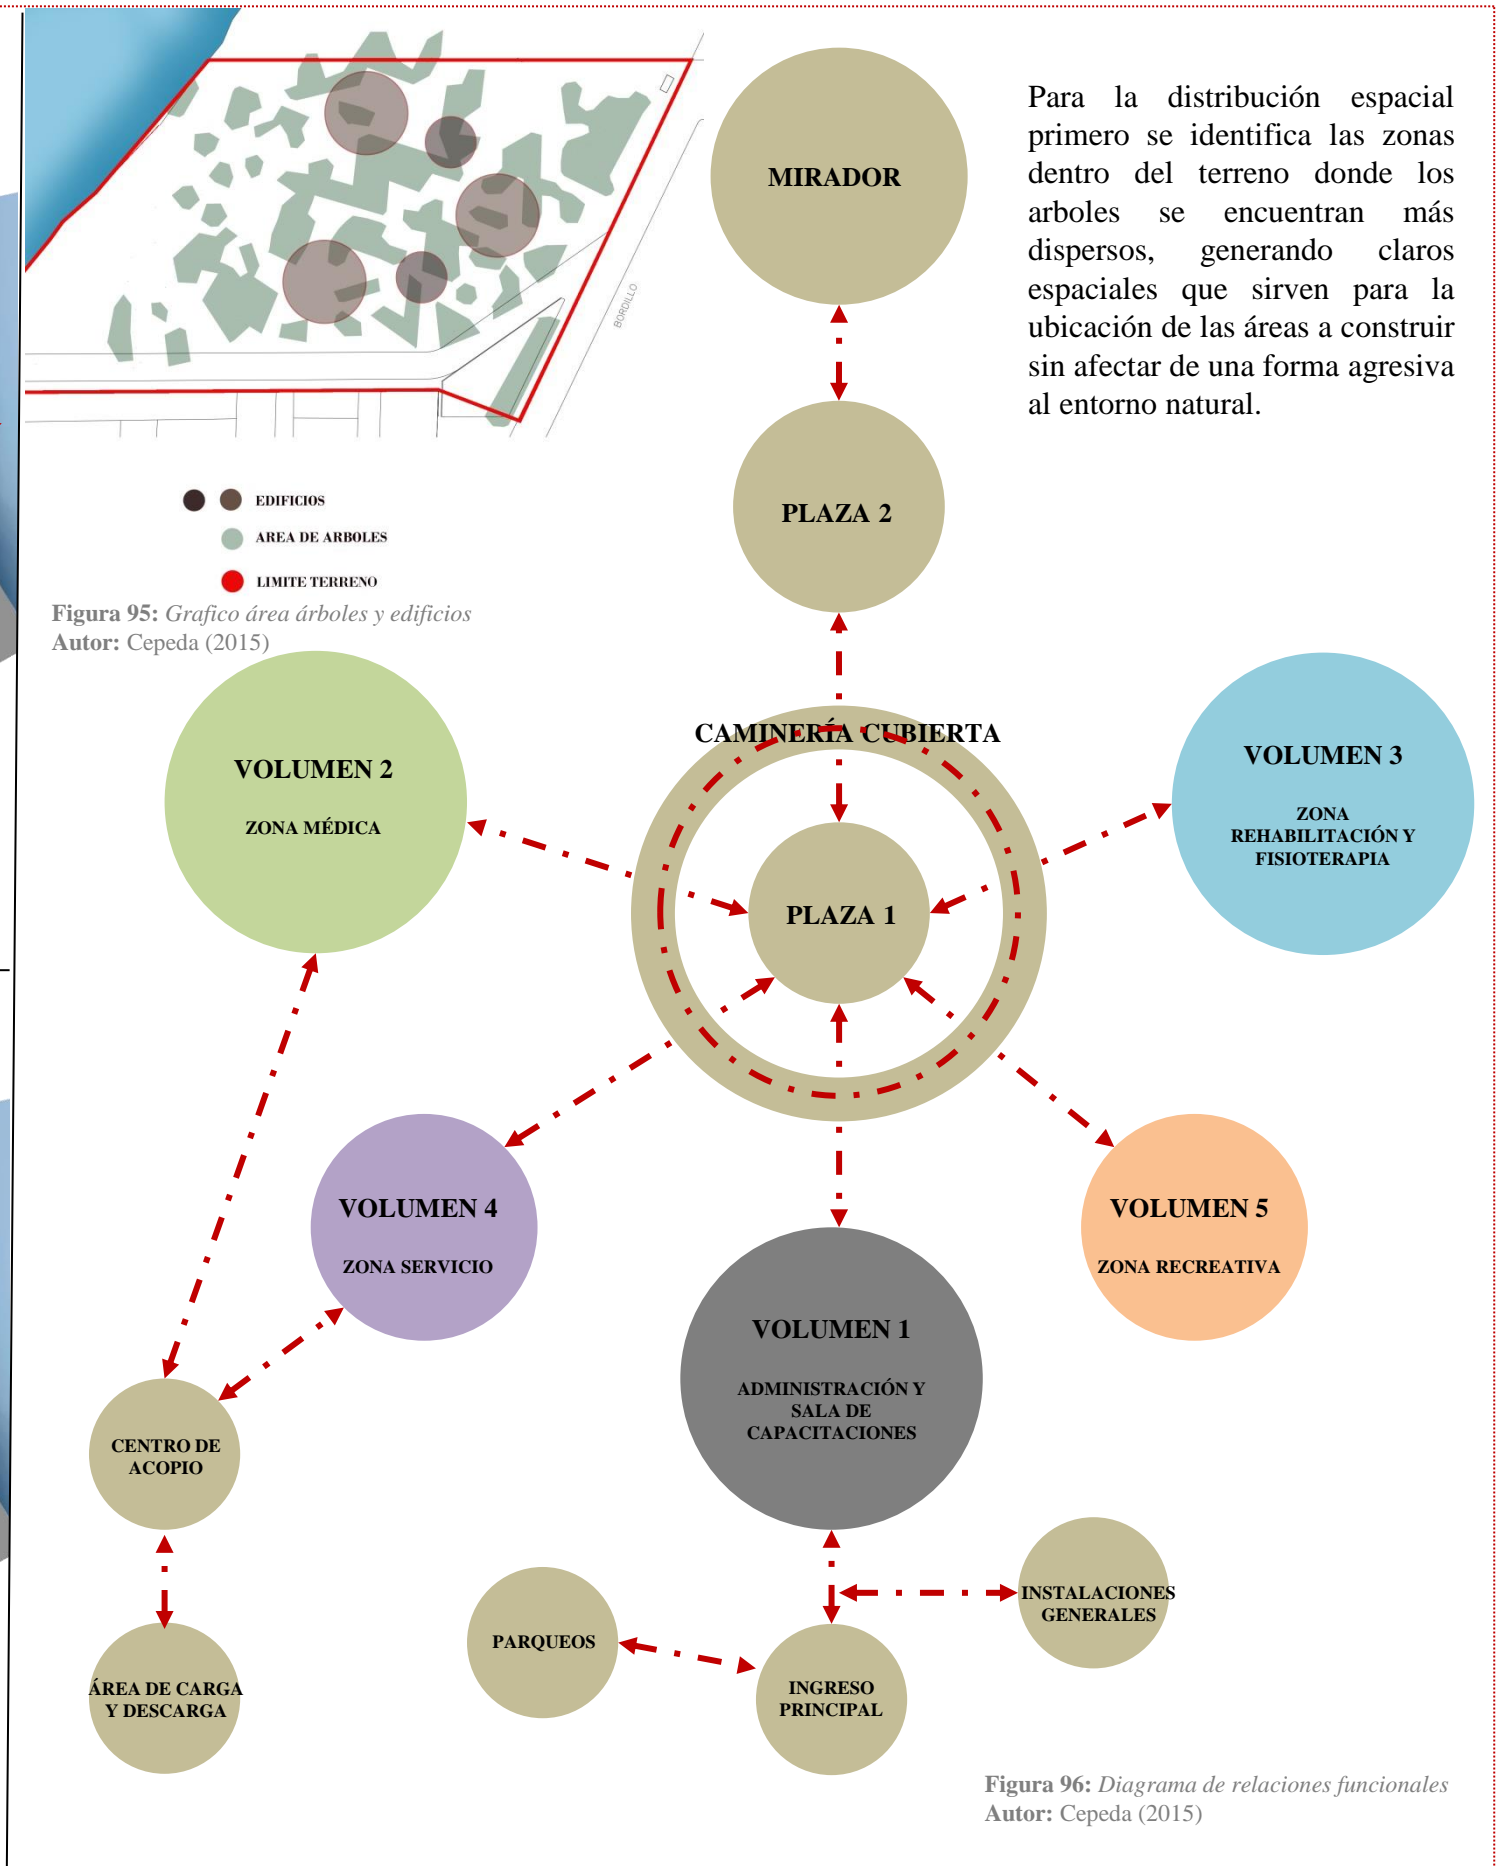 Para la distribución espacial
primero se identifica las zonas
dentro del terreno donde los
arboles se encuentran más
dispersos, generando claros
espaciales que sirven para la
ubicación de las áreas a construir
sin afectar de una forma agresiva
al entorno natural.
BORDILLO
EDIFICIOS
AREA DE ARBOLES
LIMITE TERRENO
Figura 95: Grafico área árboles y edificios
Autor: Cepeda (2015)
MIRADOR
PLAZA 2
CAMINERÍA CUBIERTA
PLAZA 1
VOLUMEN 2
ZONA MÉDICA
VOLUMEN 3
ZONA
REHABILITACIÓN Y
FISIOTERAPIA
VOLUMEN 4
ZONA SERVICIO
VOLUMEN 5
ZONA RECREATIVA
VOLUMEN 1
ADMINISTRACIÓN Y
SALA DE
CAPACITACIONES
CENTRO DE
ACOPIO
ÁREA DE CARGA
Y DESCARGA
PARQUEOS
INGRESO
PRINCIPAL
INSTALACIONES
GENERALES
Figura 96: Diagrama de relaciones funcionales
Autor: Cepeda (2015)